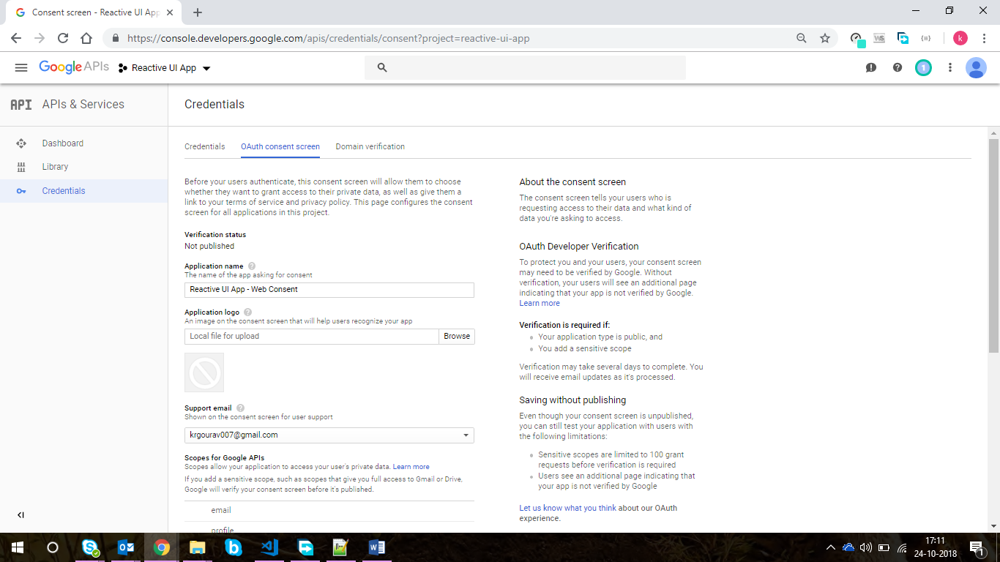 Consent screen - Reactive UI App
https://console.developers.google.com/apis/credentials/consent?project=reactive-ui-app
WS
k
Google APIs
Reactive UI App
1
API APIs & Services
Credentials
Dashboard
Library
Credentials
Credentials
OAuth consent screen
Domain verification
Before your users authenticate, this consent screen will allow them to choose
whether they want to grant access to their private data, as well as give them a
link to your terms of service and privacy policy. This page configures the consent
screen for all applications in this project.
Verification status
Not published
Application name
The name of the app asking for consent
Reactive UI App - Web Consent
Application logo
An image on the consent screen that will help users recognize your app
Local file for upload
Browse
Support email
Shown on the consent screen for user support
krgourav007@gmail.com
Scopes for Google APIs
Scopes allow your application to access your user's private data. Learn more
If you add a sensitive scope, such as scopes that give you full access to Gmail or Drive,
Google will verify your consent screen before it's published.
email
profile
About the consent screen
The consent screen tells your users who is
requesting access to their data and what kind of
data you're asking to access.
OAuth Developer Verification
To protect you and your users, your consent screen
may need to be verified by Google. Without
verification, your users will see an additional page
indicating that your app is not verified by Google.
Learn more
Verification is required if:
Your application type is public, and
You add a sensitive scope
Verification may take several days to complete. You
will receive email updates as it's processed.
Saving without publishing
Even though your consent screen is unpublished,
you can still test your application with users with
the following limitations:
Sensitive scopes are limited to 100 grant
requests before verification is required
Users see an additional page indicating that
your app is not verified by Google
Let us know what you think about our OAuth
experience.
17:11
24-10-2018
1